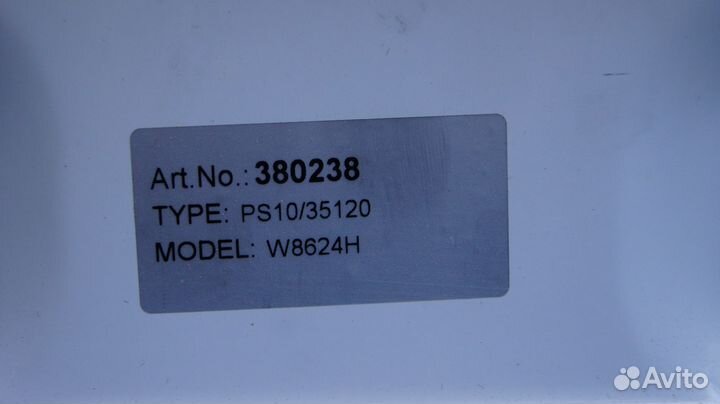 Art.No.: 380238
TYPE: PS10/35120
MODEL: W8624H
Avito